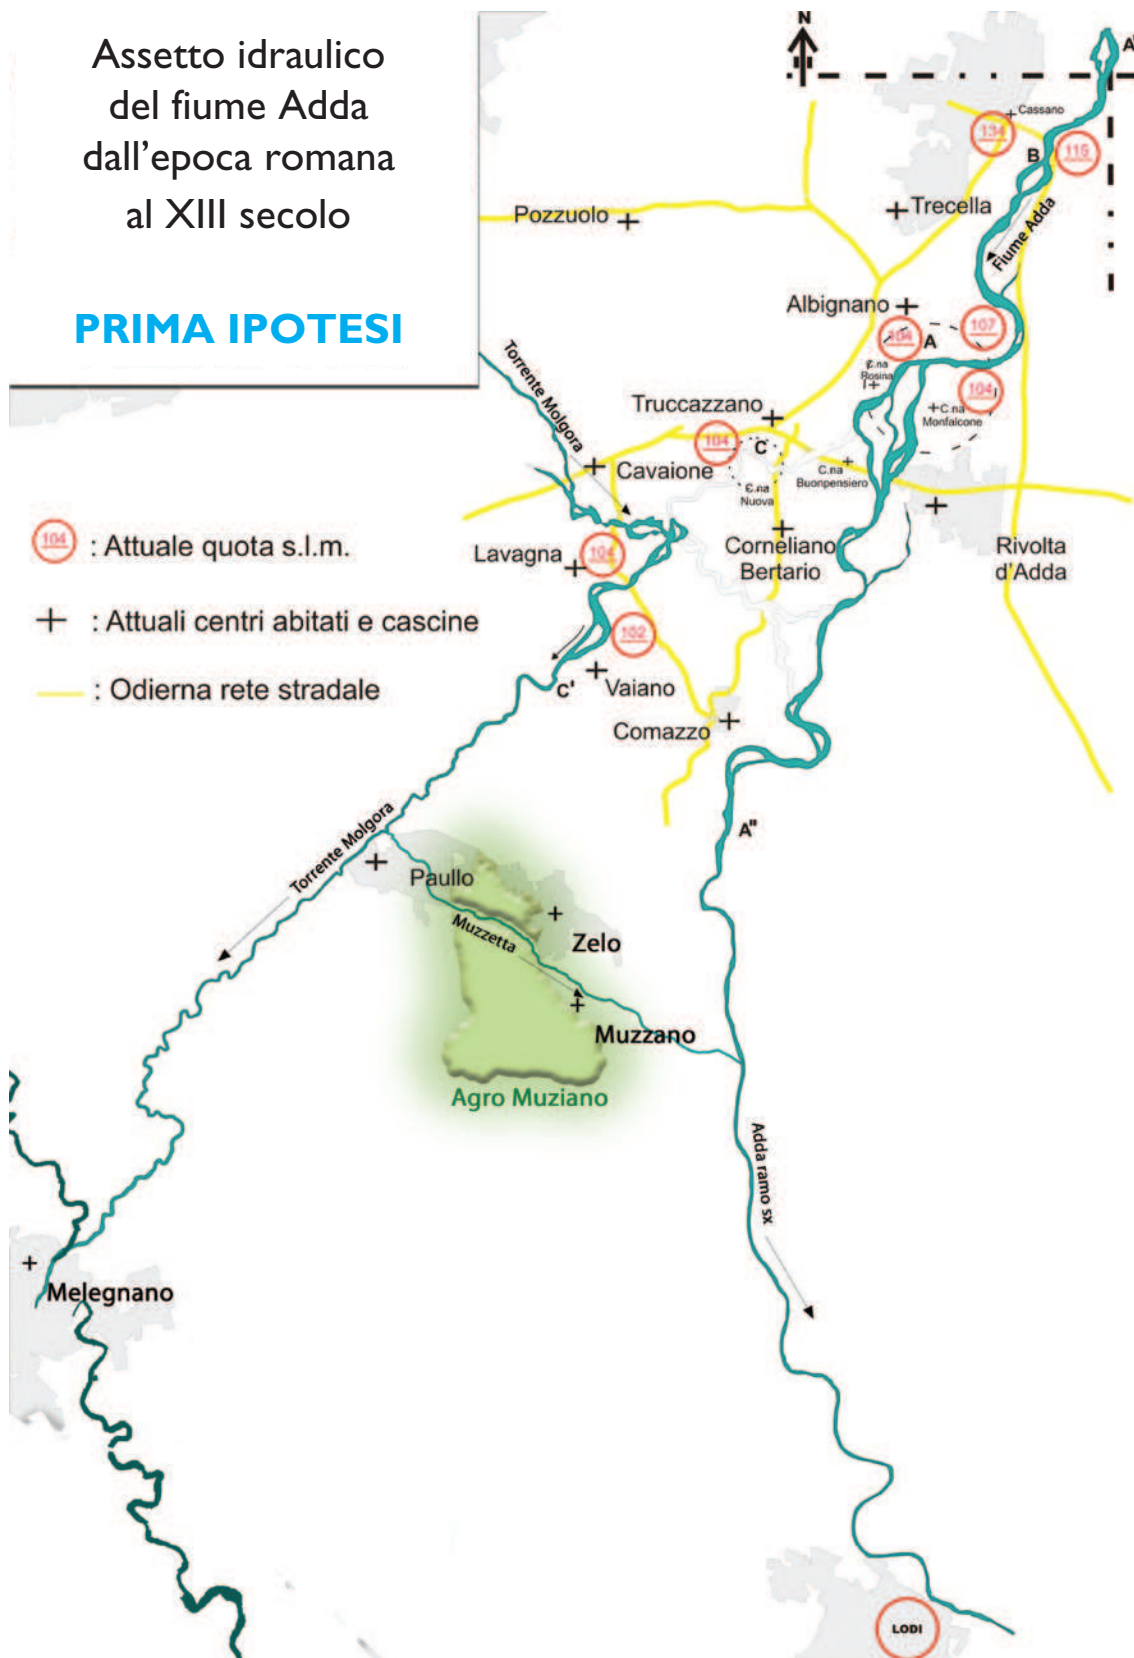 Assetto idraulico
del fiume Adda
dall'epoca romana
al XIII secolo
PRIMA IPOTESI
N
A'
Cassano
134
B
115
Trecella
Pozzuolo
Fiume Adda
Albignano
107
104
A
C.na
Rosina
104
Torrente Molgora
Truccazzano
C.na
Monfalcone
104
C
Cavaione
C.na
Buonpensiero
C.na
Nuova
104
: Attuale quota s.l.m.
Lavagna
104
Corneliano
Bertario
Rivolta
d'Adda
: Attuali centri abitati e cascine
102
: Odierna rete stradale
C'
Vaiano
Comazzo
A"
Torrente Molgora
Paullo
Muzzetta
Zelo
Muzzano
Agro Muziano
Adda ramo sx
Melegnano
LODI